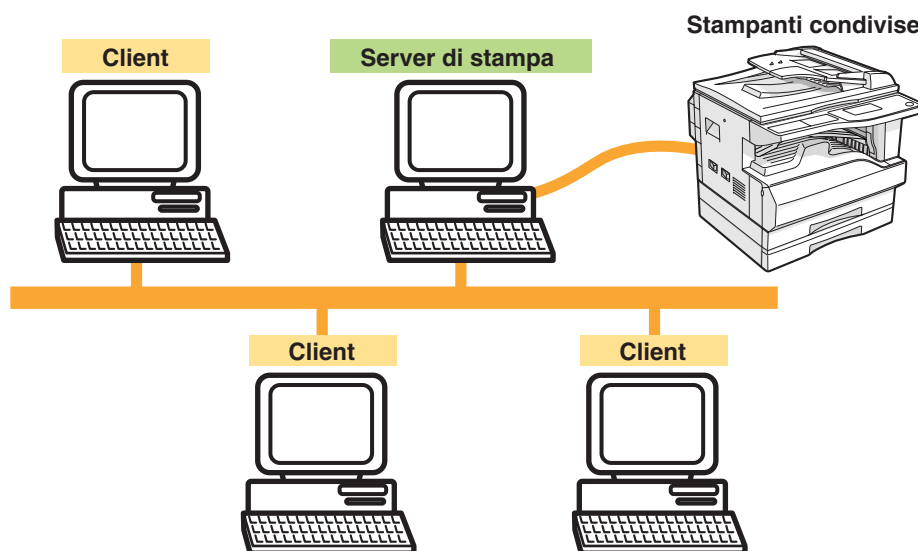 Stampanti condivise
Client
Server di stampa
Client
Client